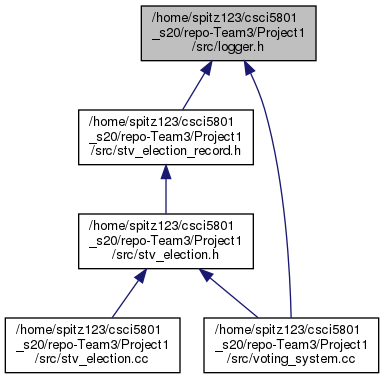 /home/spitz123/csci5801
_s20/repo-Team3/Project1
/src/logger.h
/home/spitz123/csci5801
_s20/repo-Team3/Project1
/src/stv_election_record.h
/home/spitz123/csci5801
_s20/repo-Team3/Project1
/src/stv_election.h
/home/spitz123/csci5801
_s20/repo-Team3/Project1
/src/stv_election.cc
/home/spitz123/csci5801
_s20/repo-Team3/Project1
/src/voting_system.cc